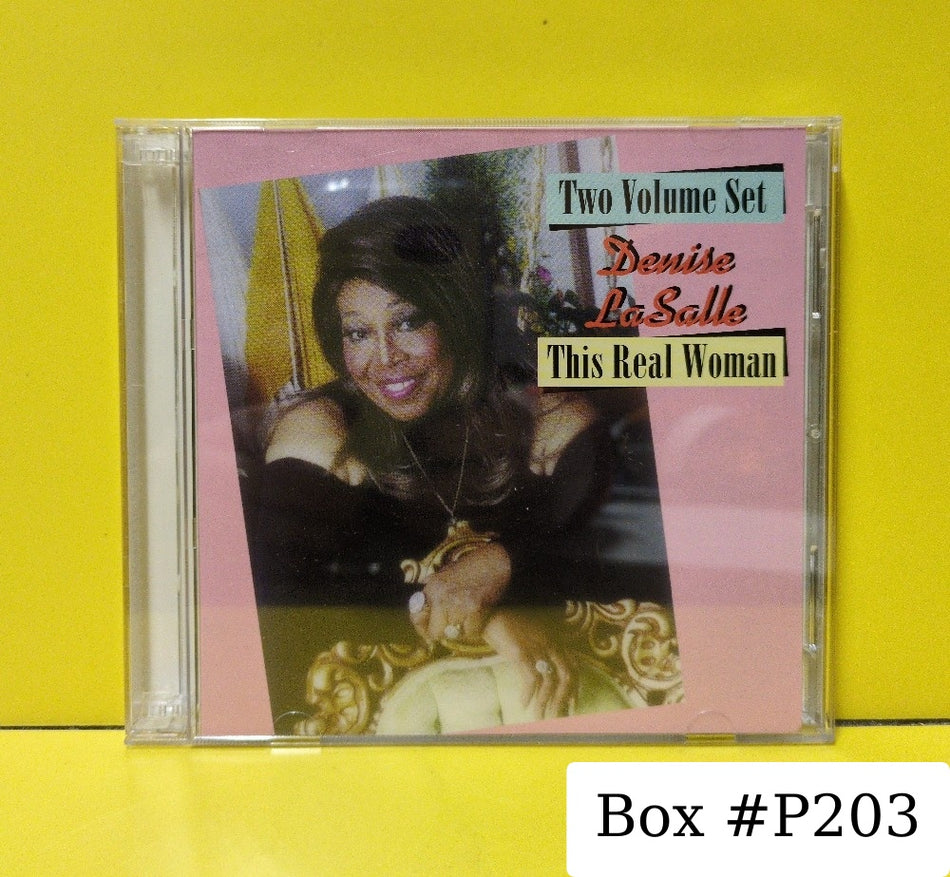 Two Volume Set
Denise
LaSalle
This Real Woman
Box #P203